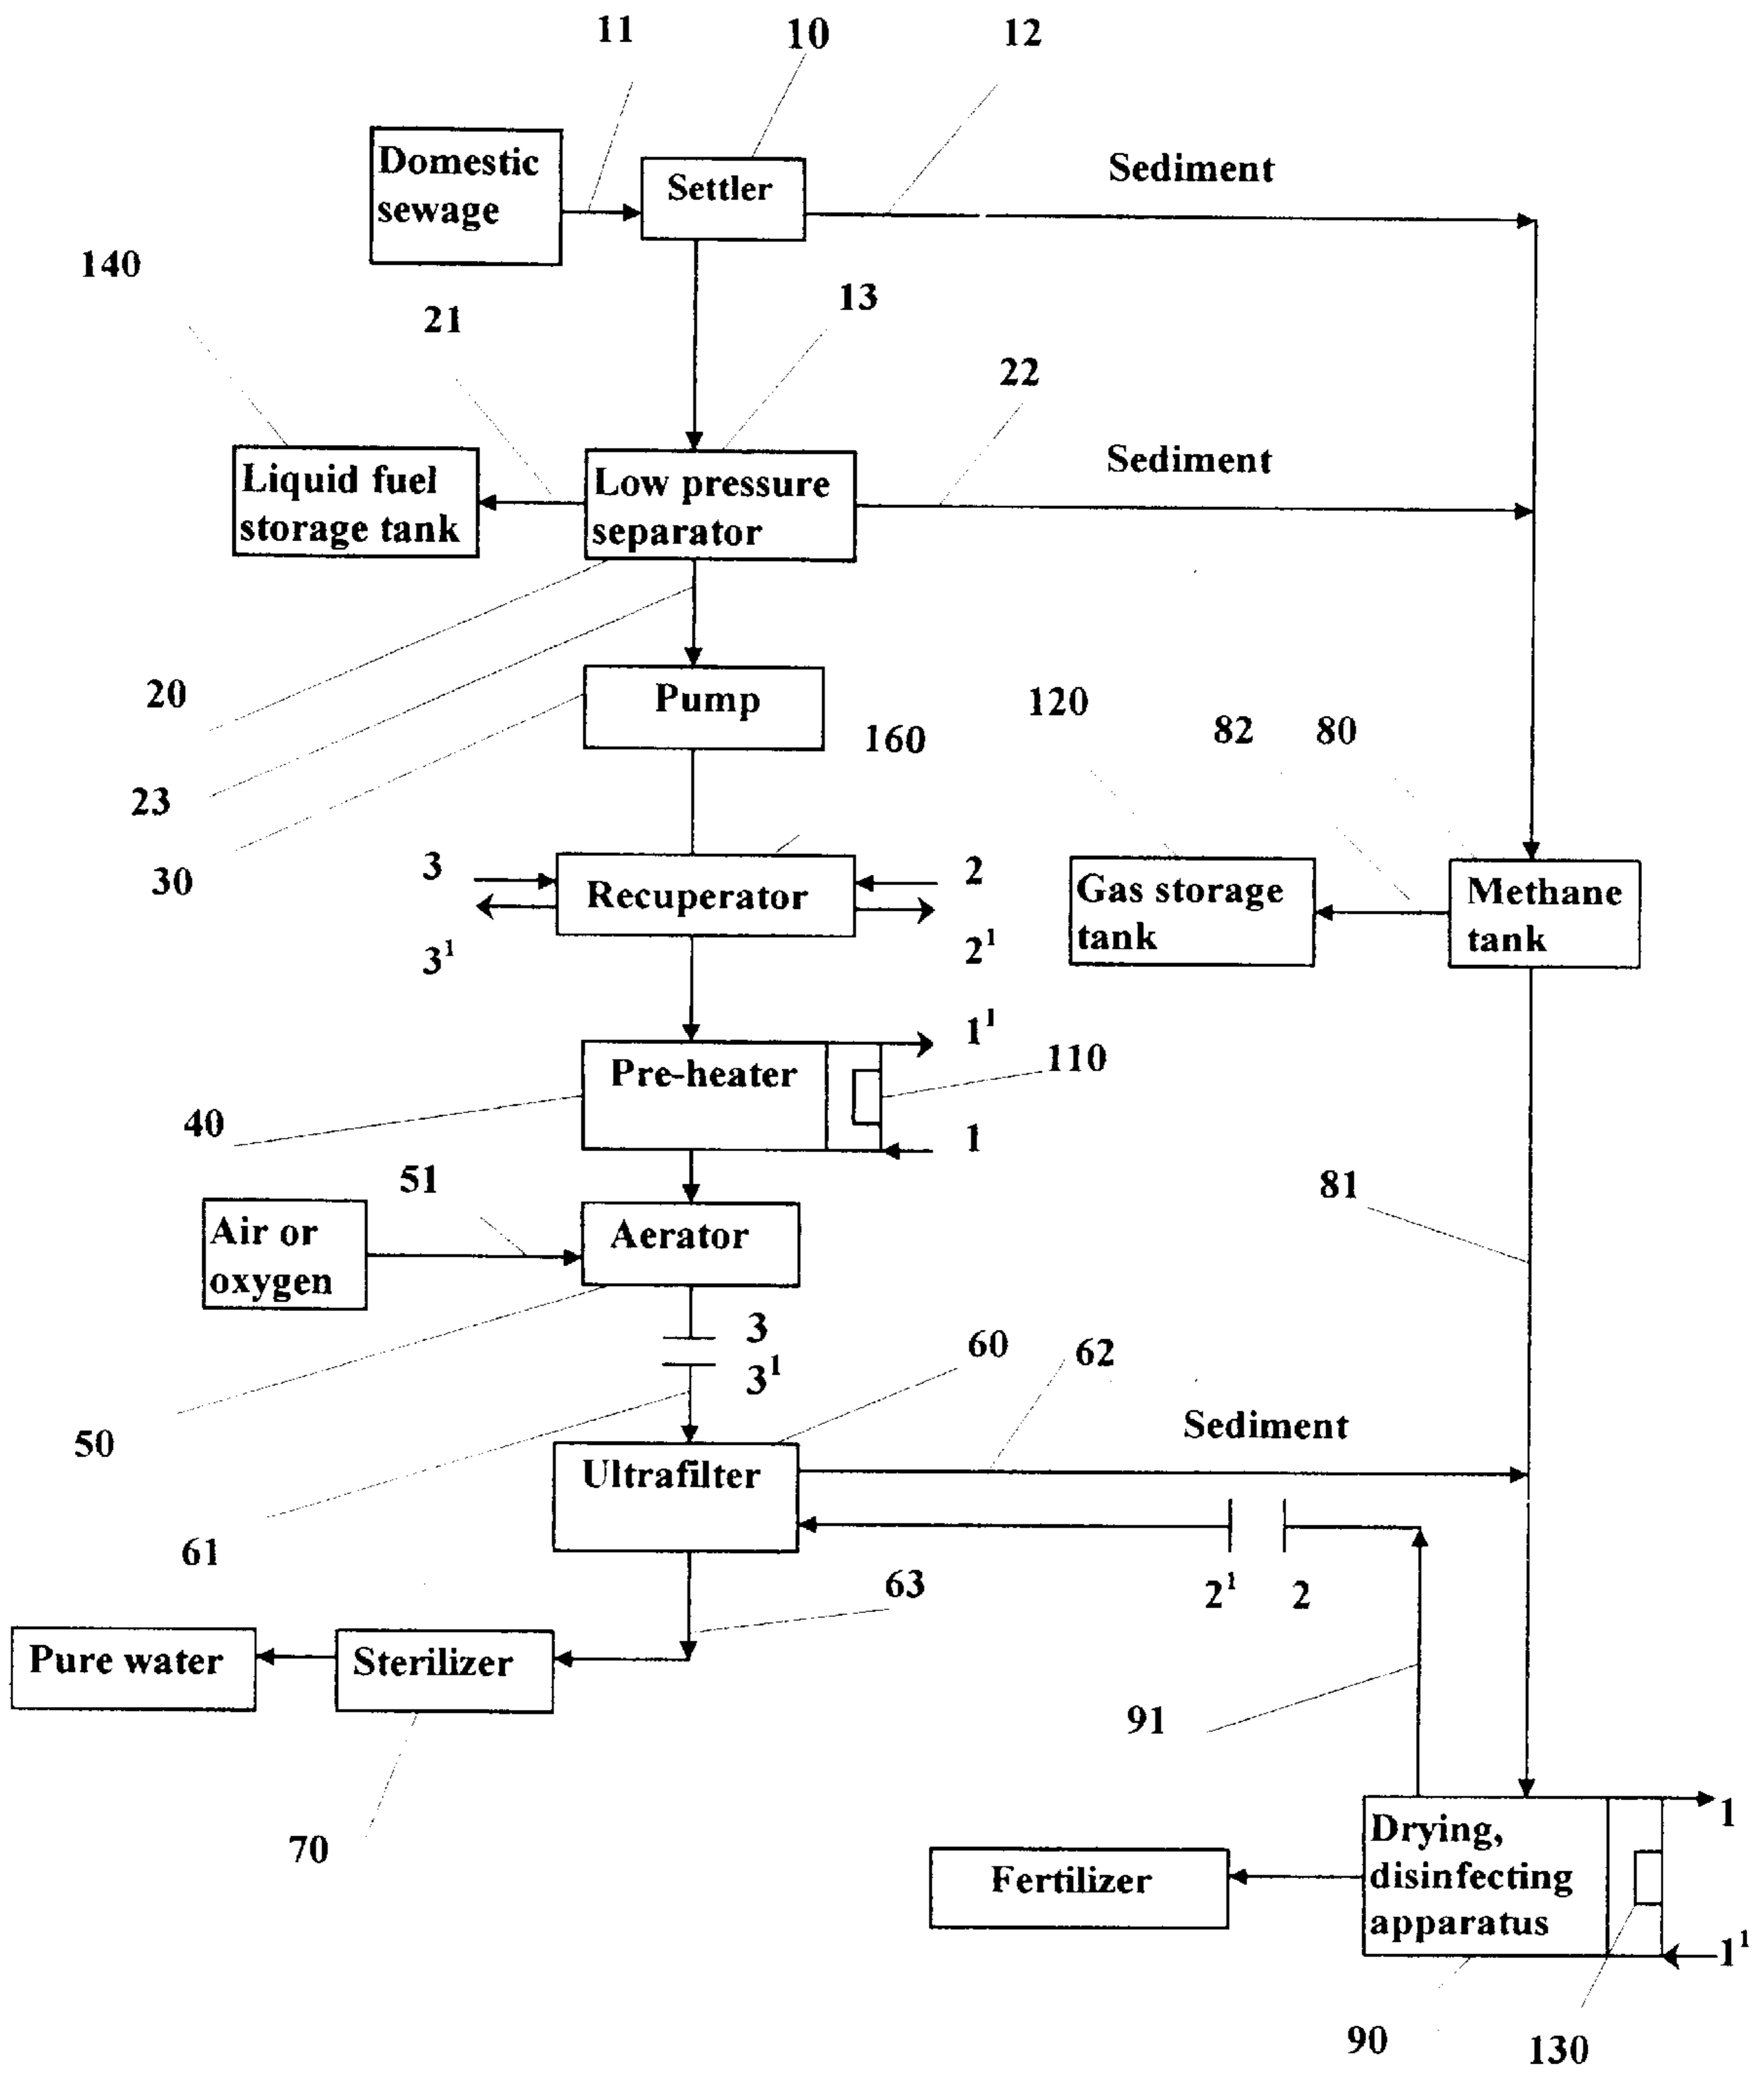 11
10
12
Domestic
sewage
Settler
Sediment
140
21
13
22
Liquid fuel
storage tank
Low pressure
separator
Sediment
20
Pump
120
82
80
160
23
30
3
Recuperator
2
Gas storage
tank
Methane
tank
3¹
2¹
1¹
Pre-heater
110
40
1
51
81
Air or
oxygen
Aerator
3
3¹
60
62
50
Sediment
Ultrafilter
61
63
2¹
2
Pure water
Sterilizer
91
70
Drying,
disinfecting
apparatus
1
Fertilizer
1¹
90
130